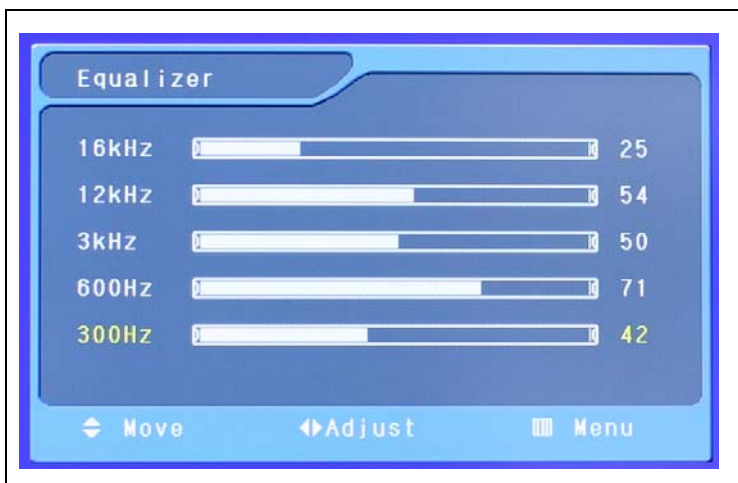 Equalizer
16kHz 25
12kHz 54
3kHz 50
600Hz 71
300Hz 42
Move Adjust Menu